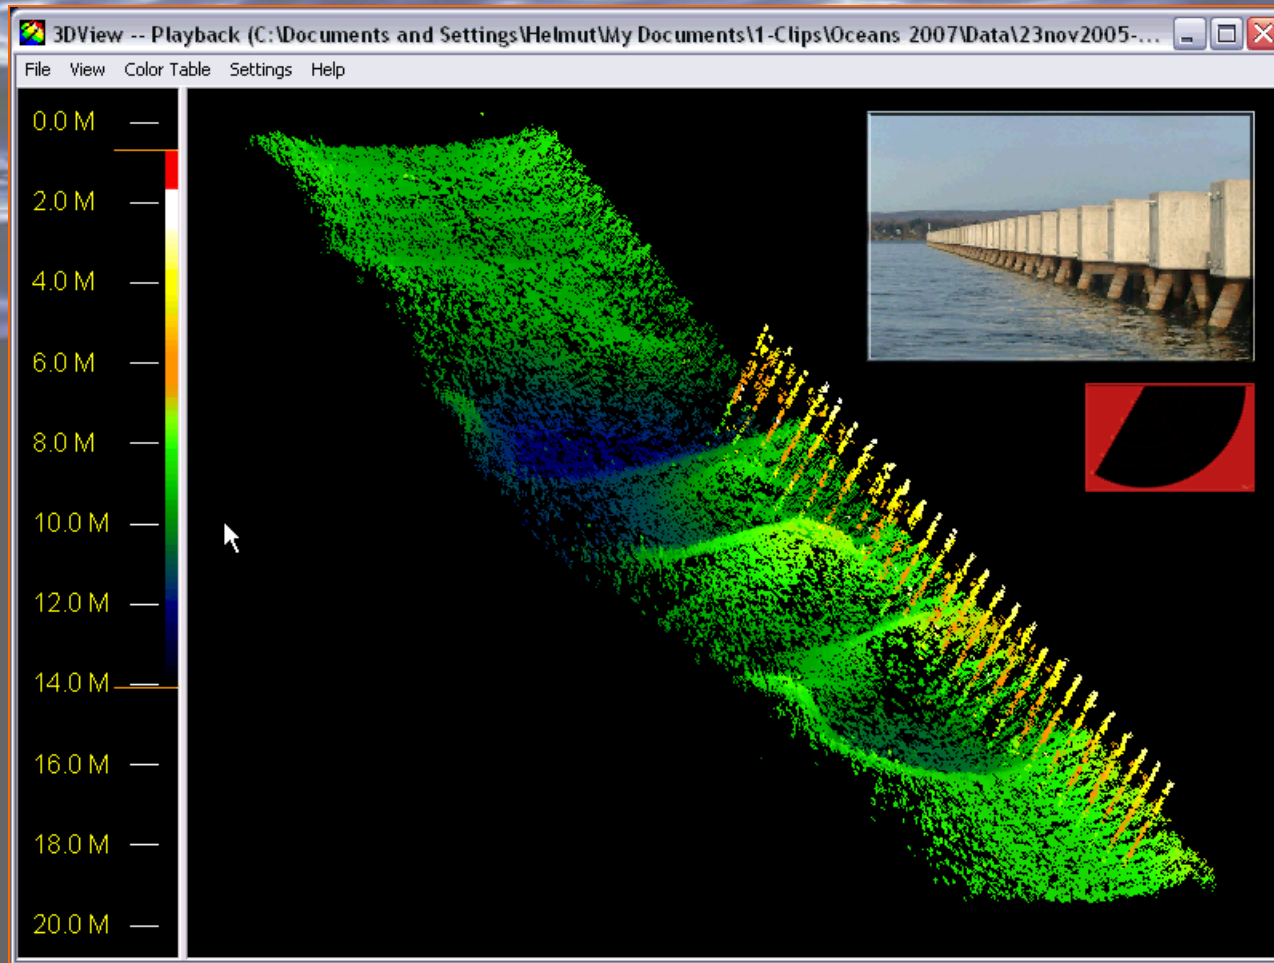 3DView -- Playback (C:\Documents and Settings\Helmut\My Documents\1-Clips\Oceans 2007\Data\23nov2005-...
File View Color Table Settings Help
0.0 M
2.0 M
4.0 M
6.0 M
8.0 M
10.0 M
12.0 M
14.0 M
16.0 M
18.0 M
20.0 M